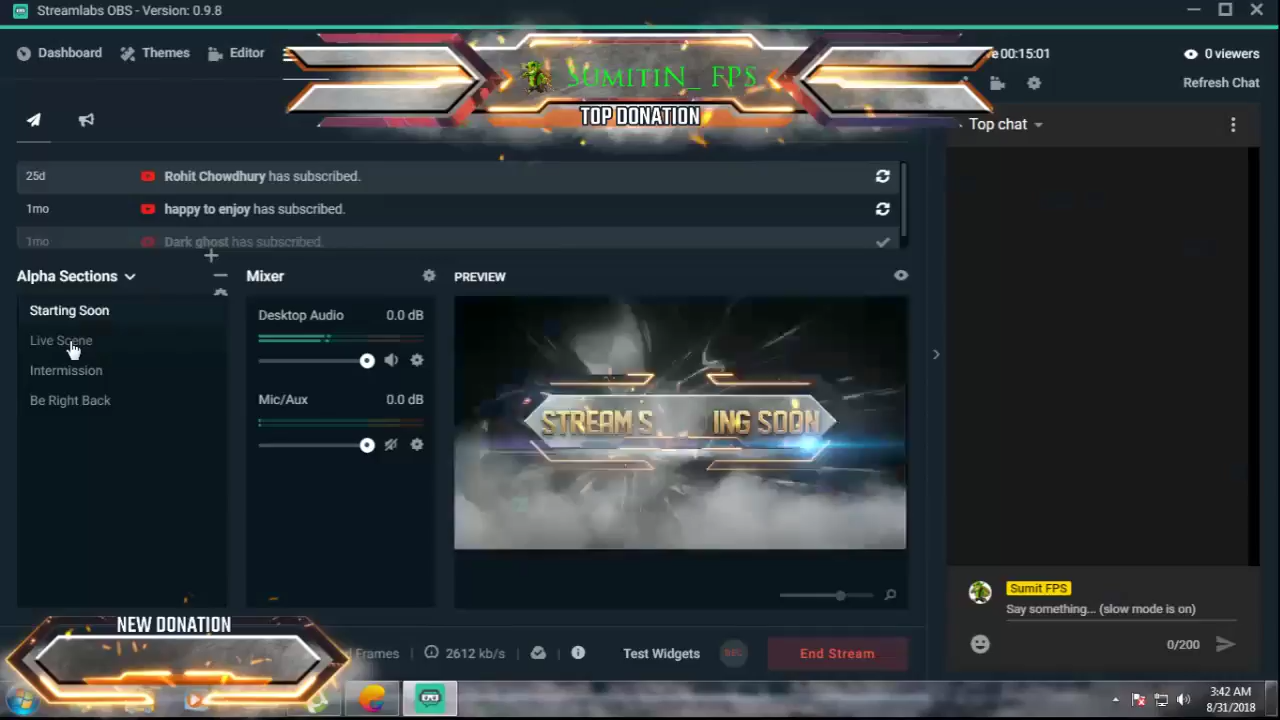 Streamlabs OBS - Version: 0.9.8
Dashboard Themes Editor
e 00:15:01 0 viewers
SUMITIN_ FPS
Refresh Chat
TOP DONATION
Top chat
25d Rohit Chowdhury has subscribed.
1mo happy to enjoy has subscribed.
1mo Dark ghost has subscribed.
Alpha Sections
Mixer
PREVIEW
Starting Soon
Live Scene
Intermission
Be Right Back
Desktop Audio 0.0 dB
Mic/Aux 0.0 dB
STREAM S ING SOON
Sumit FPS
Say something... (slow mode is on)
0/200
NEW DONATION
d Frames 2612 kb/s Test Widgets REC End Stream
3:42 AM
8/31/2018